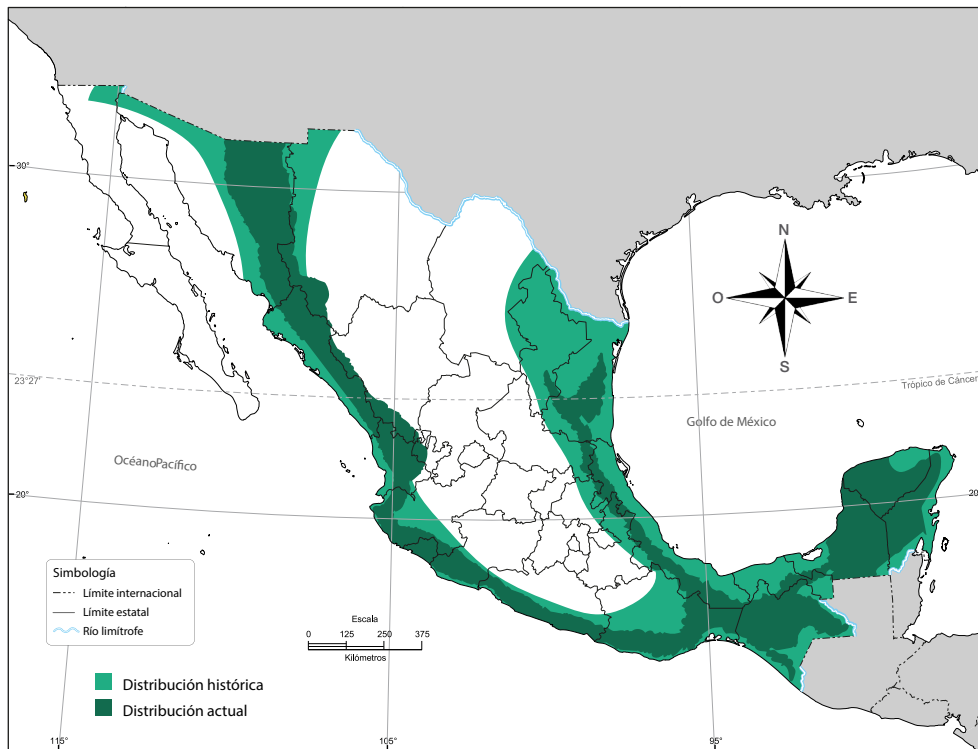 30°
N
O
E
S
23°27'
Trópico de Cáncer
Golfo de México
OcéanoPacífico
20°
20
Simbología
Límite internacional
Límite estatal
Río limítrofe
Escala
0 125 250 375
Kilómetros
Distribución histórica
Distribución actual
115°
105°
95°